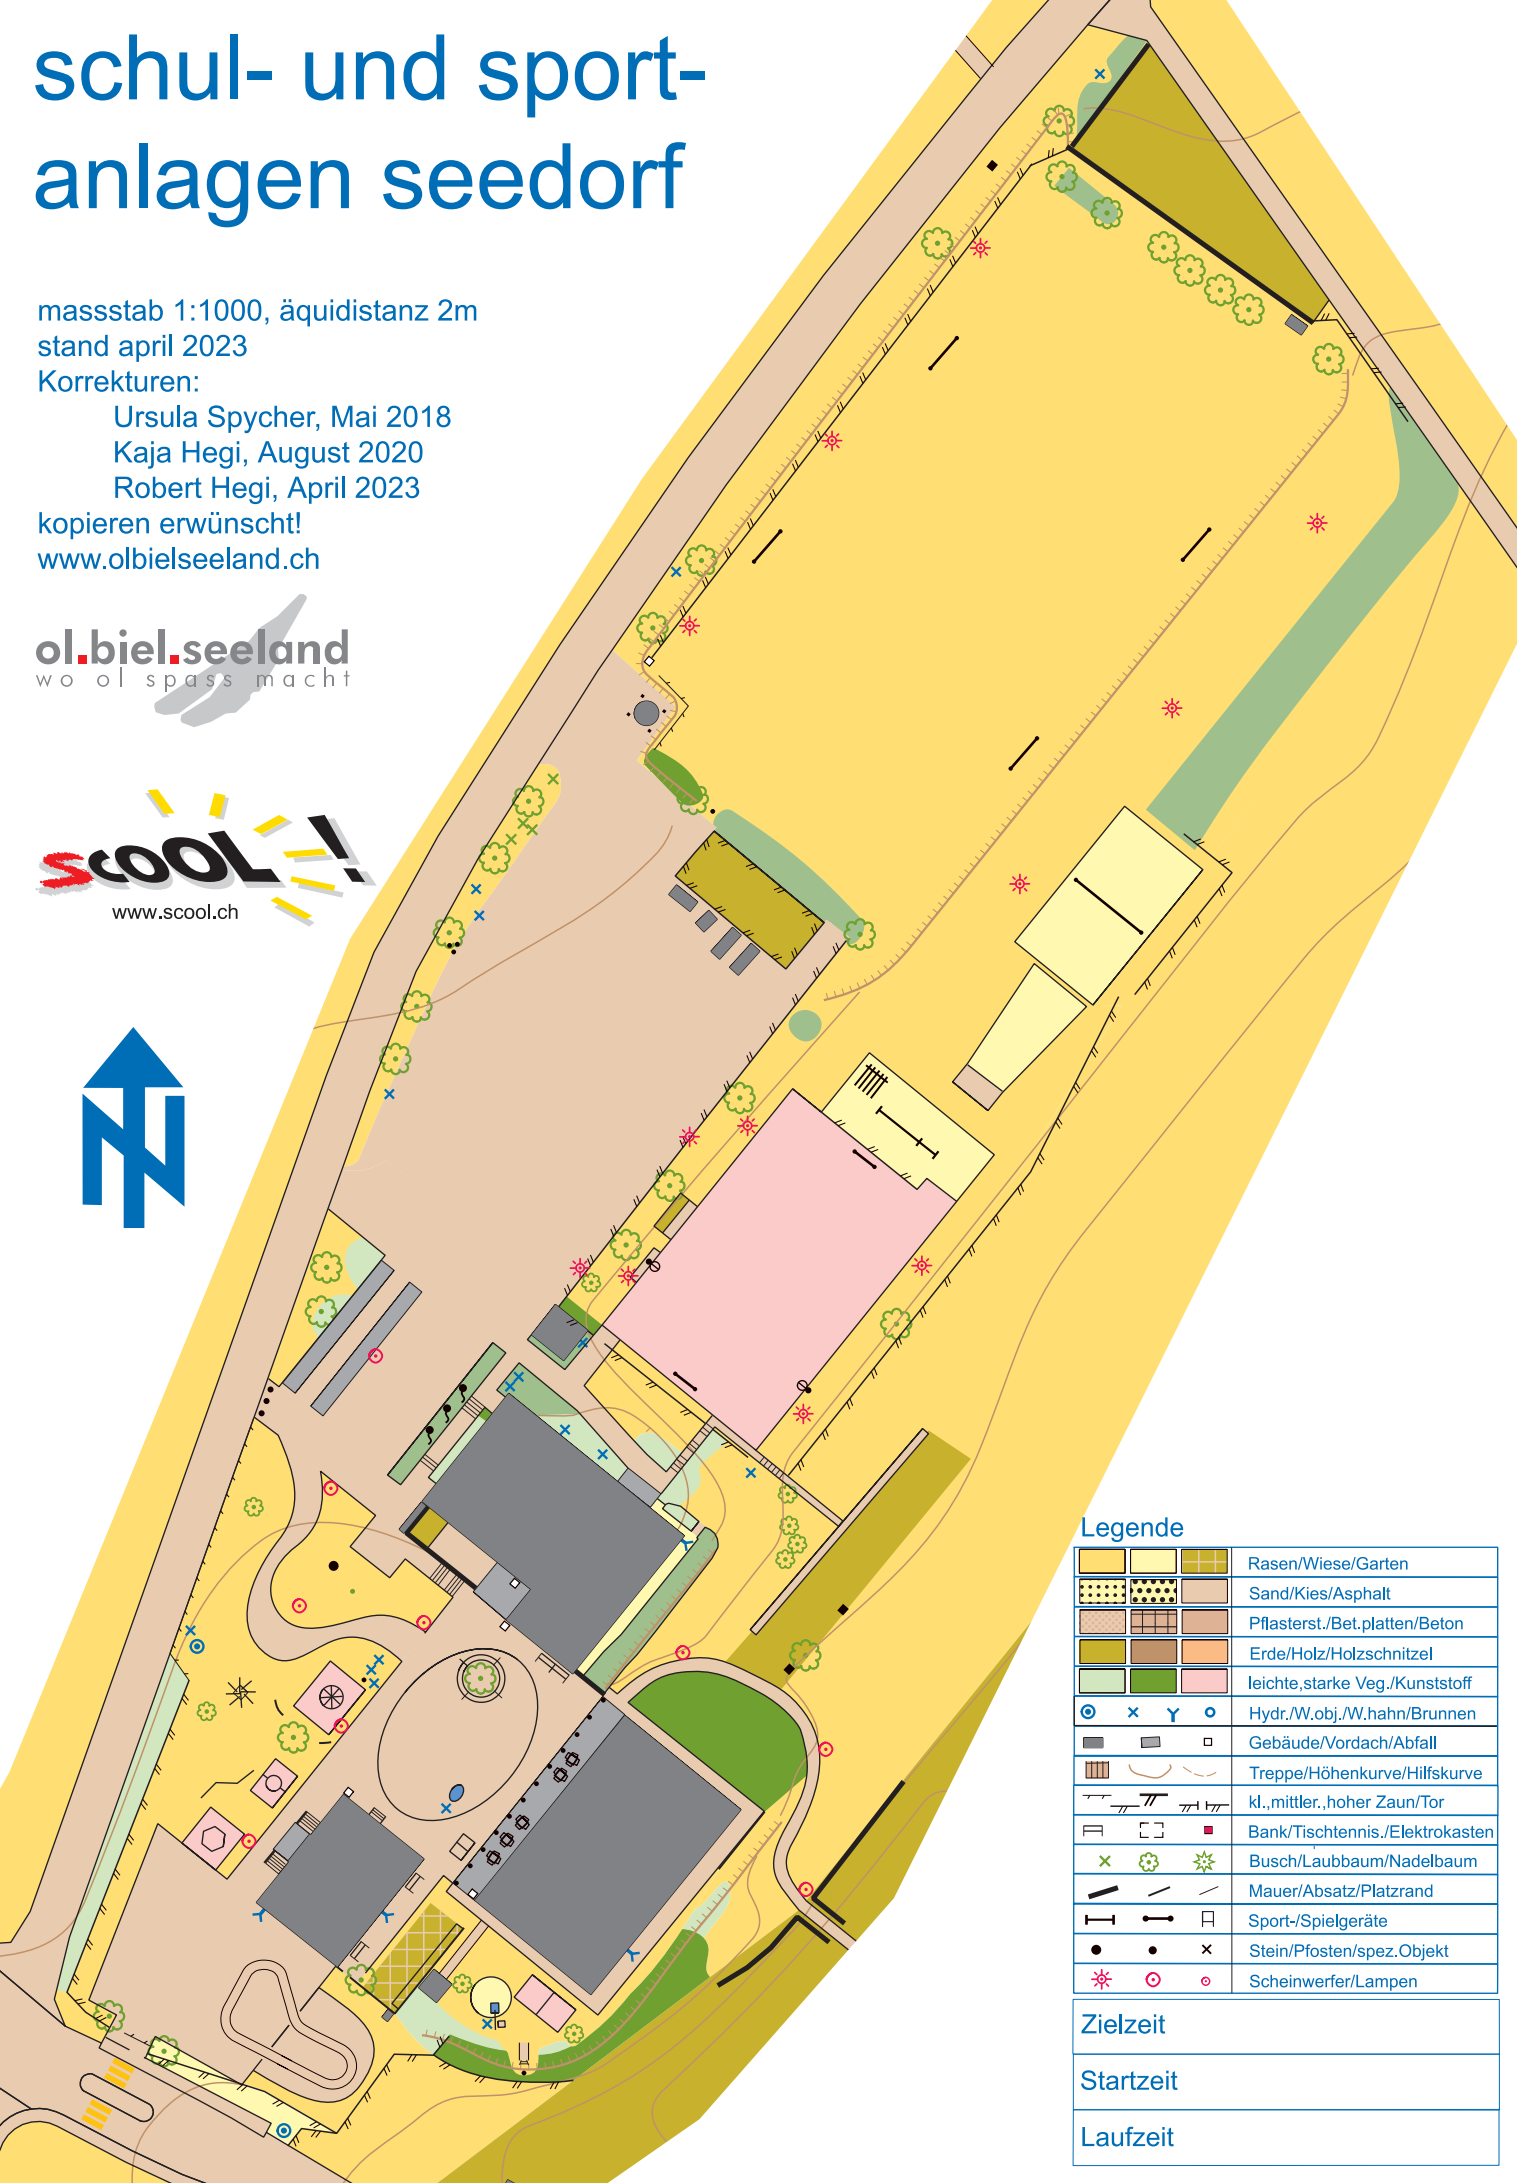 schul- und sport-
anlagen seedorf
massstab 1:1000, äquidistanz 2m
stand april 2023
Korrekturen:
Ursula Spycher, Mai 2018
Kaja Hegi, August 2020
Robert Hegi, April 2023
kopieren erwünscht!
www.olbielseeland.ch
ol.biel.seeland
wo ol spass macht
scool!
www.scool.ch
N
Legende
Rasen/Wiese/Garten
Sand/Kies/Asphalt
Pflasterst./Bet.platten/Beton
Erde/Holz/Holzschnitzel
leichte,starke Veg./Kunststoff
Hydr./W.obj./W.hahn/Brunnen
Gebäude/Vordach/Abfall
Treppe/Höhenkurve/Hilfskurve
kl.,mittler.,hoher Zaun/Tor
Bank/Tischtennis./Elektrokasten
Busch/Laubbaum/Nadelbaum
Mauer/Absatz/Platzrand
Sport-/Spielgeräte
Stein/Pfosten/spez.Objekt
Scheinwerfer/Lampen
Zielzeit
Startzeit
Laufzeit